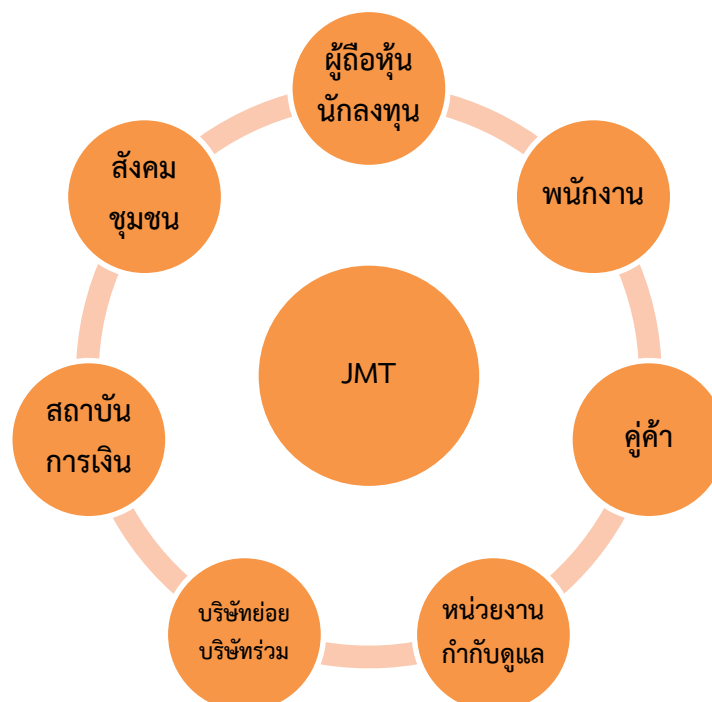 ผู้ถือหุ้น
นักลงทุน
พนักงาน
คู่ค้า
หน่วยงาน
กำกับดูแล
บริษัทย่อย
บริษัทร่วม
สถาบัน
การเงิน
สังคม
ชุมชน
JMT